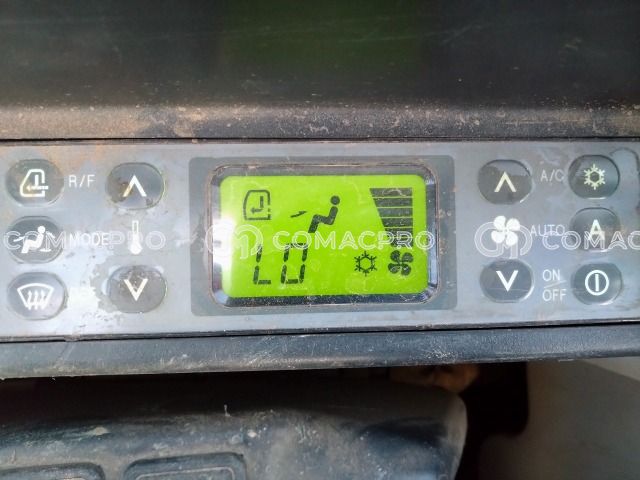 R/F
A/C
MODE
AUTO
A
LO
ON
OFF
COMACPRO COMACPRO COMACPRO